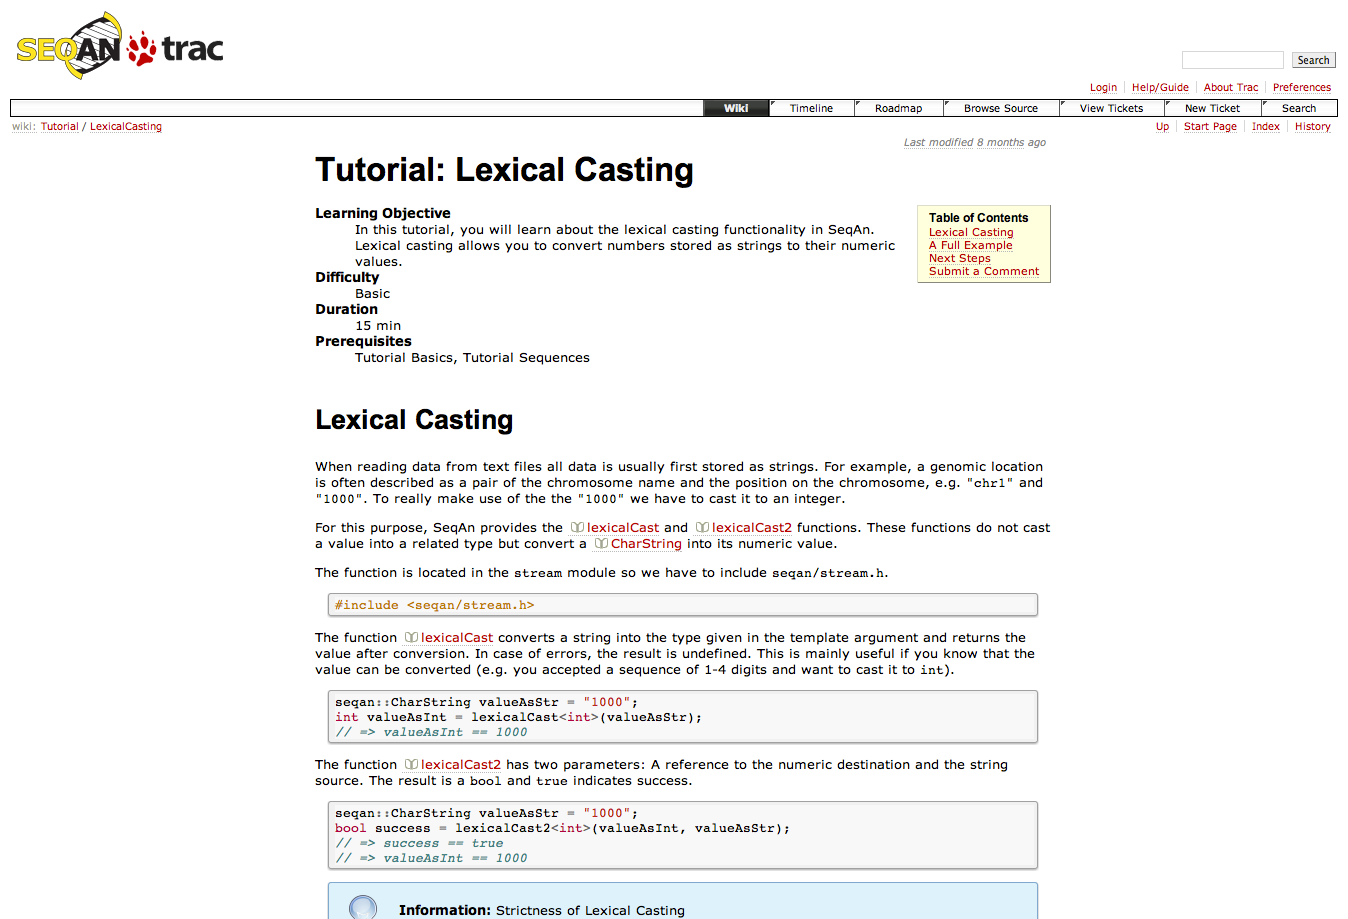 SEQAN trac
Search
Login Help/Guide About Trac Preferences
Wiki Timeline Roadmap Browse Source View Tickets New Ticket Search
wiki: Tutorial / LexicalCasting
Up Start Page Index History
Last modified 8 months ago
Tutorial: Lexical Casting
Learning Objective
In this tutorial, you will learn about the lexical casting functionality in SeqAn.
Lexical casting allows you to convert numbers stored as strings to their numeric
values.
Difficulty
Basic
Duration
15 min
Prerequisites
Tutorial Basics, Tutorial Sequences
Table of Contents
Lexical Casting
A Full Example
Next Steps
Submit a Comment
Lexical Casting
When reading data from text files all data is usually first stored as strings. For example, a genomic location
is often described as a pair of the chromosome name and the position on the chromosome, e.g. "chr1" and
"1000". To really make use of the the "1000" we have to cast it to an integer.
For this purpose, SeqAn provides the lexicalCast and lexicalCast2 functions. These functions do not cast
a value into a related type but convert a CharString into its numeric value.
The function is located in the stream module so we have to include seqan/stream.h.
#include <seqan/stream.h>
The function lexicalCast converts a string into the type given in the template argument and returns the
value after conversion. In case of errors, the result is undefined. This is mainly useful if you know that the
value can be converted (e.g. you accepted a sequence of 1-4 digits and want to cast it to int).
seqan::CharString valueAsStr = "1000";
int valueAsInt = lexicalCast<int>(valueAsStr);
// => valueAsInt == 1000
The function lexicalCast2 has two parameters: A reference to the numeric destination and the string
source. The result is a bool and true indicates success.
seqan::CharString valueAsStr = "1000";
bool success = lexicalCast2<int>(valueAsInt, valueAsStr);
// => success == true
// => valueAsInt == 1000
Information: Strictness of Lexical Casting